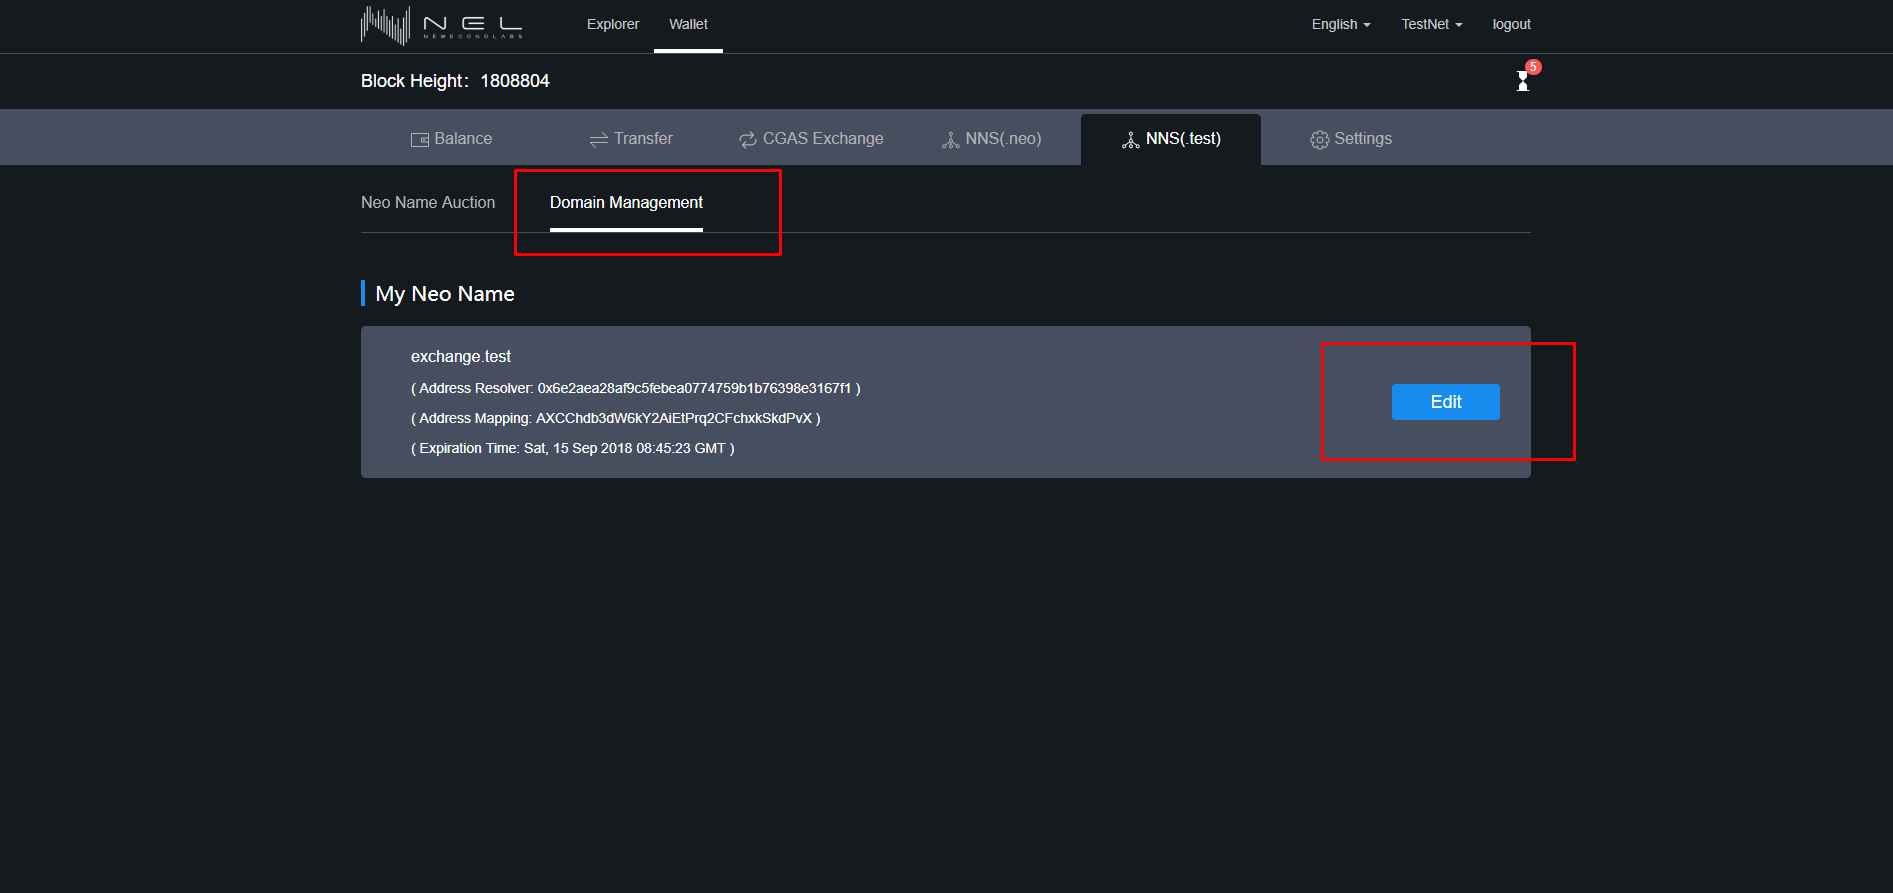 NEL
NEWECONOLABS
Explorer
Wallet
English
TestNet
logout
Block Height: 1808804
5
Balance
Transfer
CGAS Exchange
NNS(.neo)
NNS(.test)
Settings
Neo Name Auction
Domain Management
My Neo Name
exchange.test
( Address Resolver: 0x6e2aea28af9c5febea0774759b1b76398e3167f1 )
( Address Mapping: AXCChdb3dW6kY2AiEtPrq2CFchxkSkdPvX )
( Expiration Time: Sat, 15 Sep 2018 08:45:23 GMT )
Edit